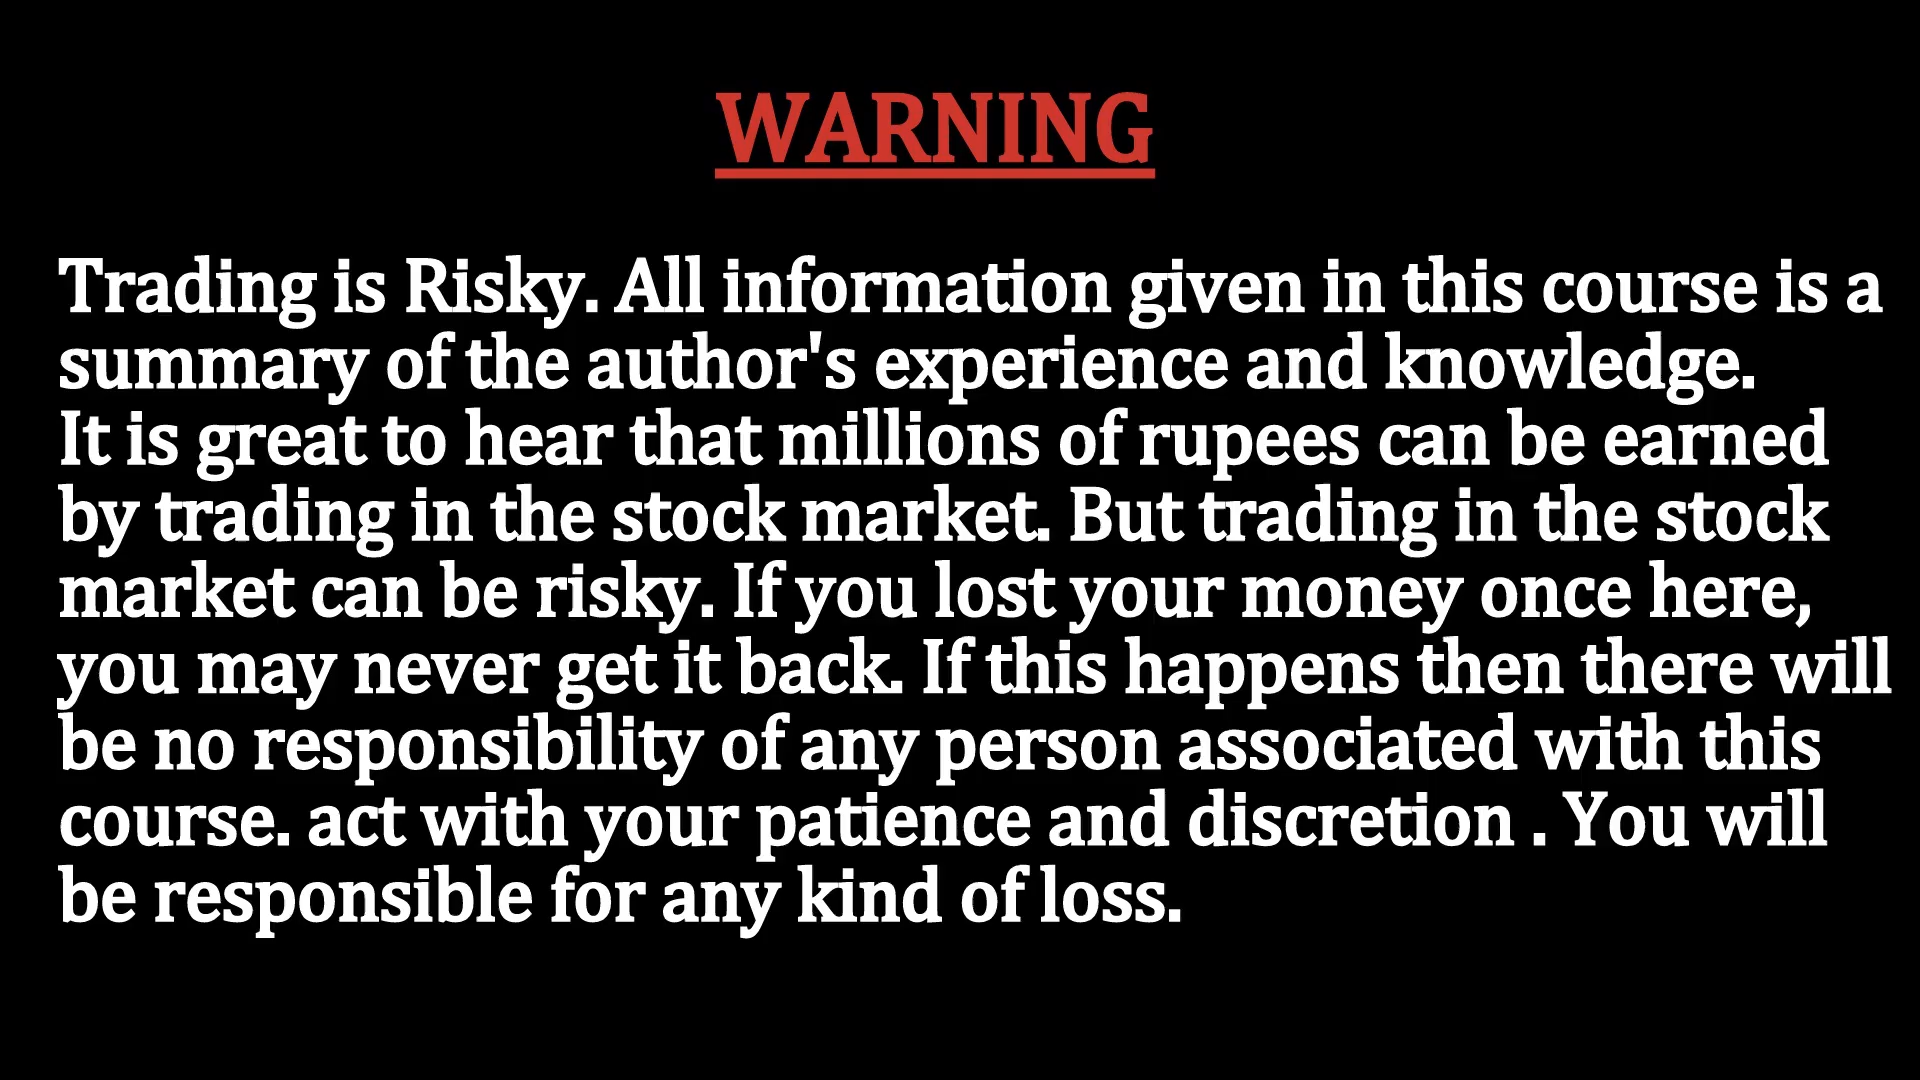 WARNING
Trading is Risky. All information given in this course is a
summary of the author's experience and knowledge.
It is great to hear that millions of rupees can be earned
by trading in the stock market. But trading in the stock
market can be risky. If you lost your money once here,
you may never get it back. If this happens then there will
be no responsibility of any person associated with this
course. act with your patience and discretion . You will
be responsible for any kind of loss.